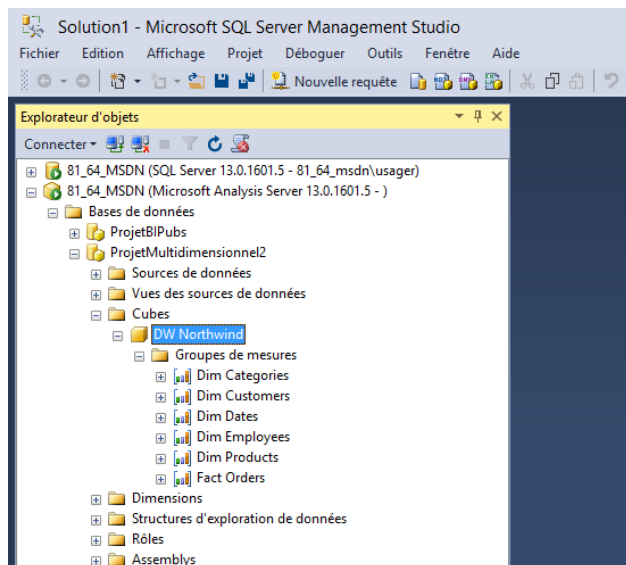 Solution1 - Microsoft SQL Server Management Studio
Fichier Edition Affichage Projet Déboguer Outils Fenêtre Aide
Nouvelle requête
Explorateur d'objets
Connecter
81_64_MSDN (SQL Server 13.0.1601.5 - 81_64_msdn\usager)
81_64_MSDN (Microsoft Analysis Server 13.0.1601.5 - )
Bases de données
ProjetBIPubs
ProjetMultidimensionnel2
Sources de données
Vues des sources de données
Cubes
DW Northwind
Groupes de mesures
Dim Categories
Dim Customers
Dim Dates
Dim Employees
Dim Products
Fact Orders
Dimensions
Structures d'exploration de données
Rôles
Assemblys